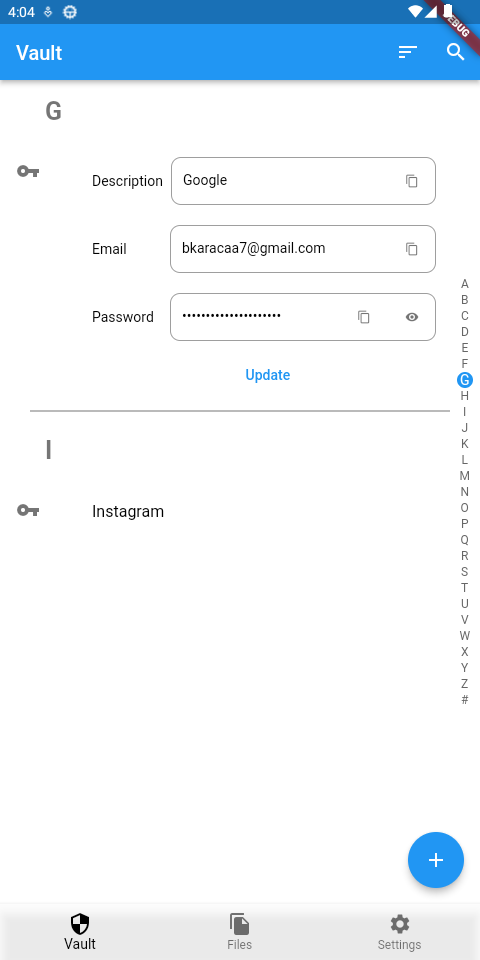 4:04
DEBUG
Vault
G
Description Google
Email bkaracaa7@gmail.com
Password •••••••••••••••••••••
Update
I
Instagram
A
B
C
D
E
F
G
H
I
J
K
L
M
N
O
P
Q
R
S
T
U
V
W
X
Y
Z
#
Vault Files Settings